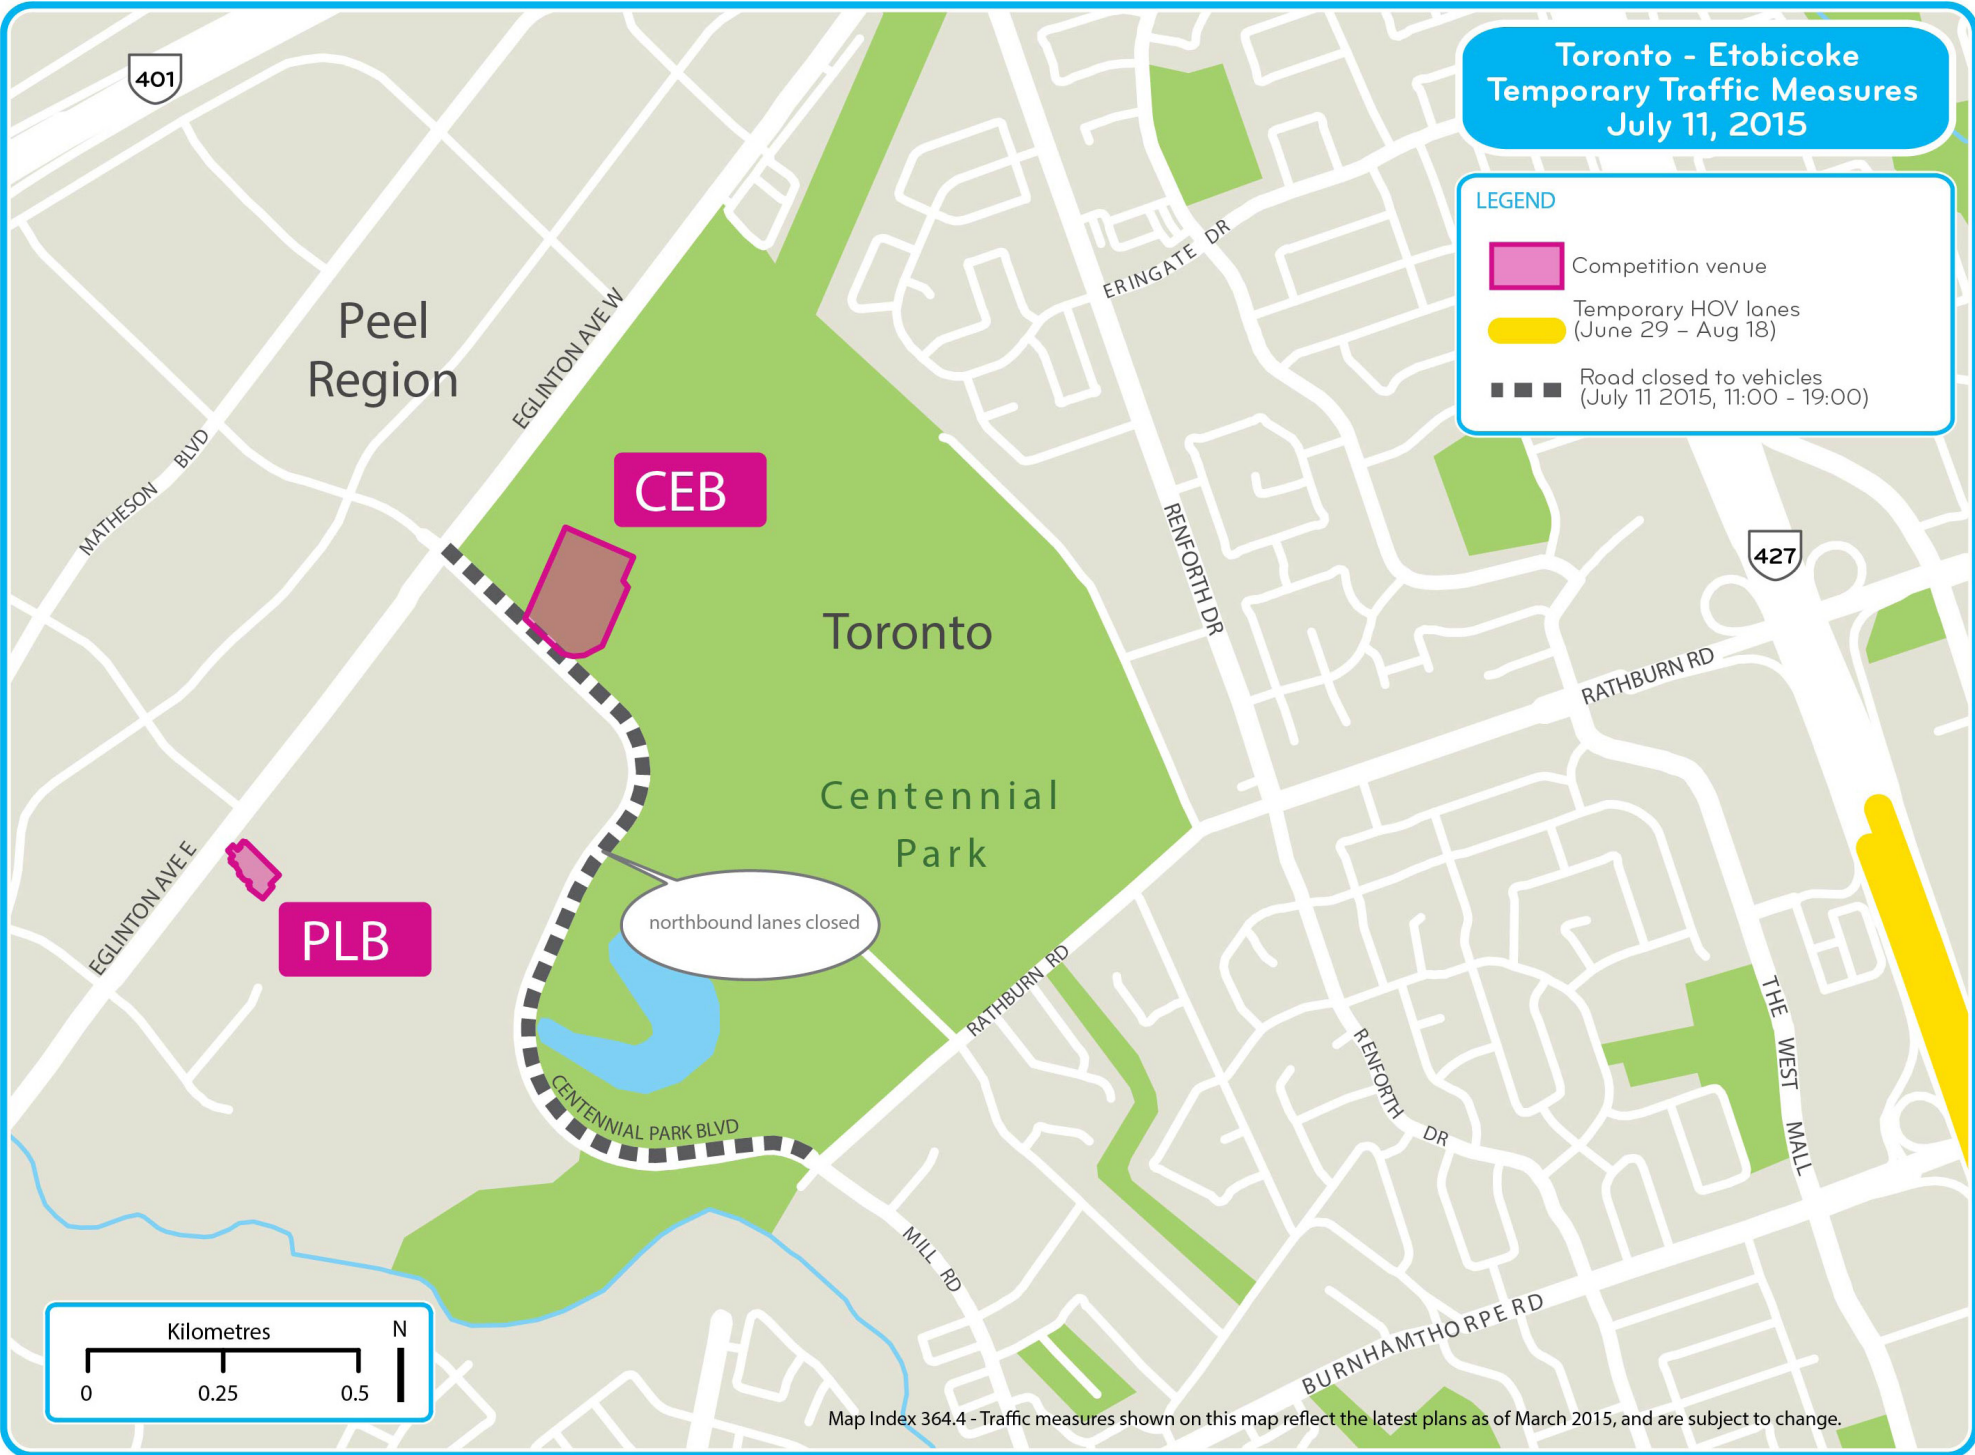 401
Toronto - Etobicoke
Temporary Traffic Measures
July 11, 2015
LEGEND
Competition venue
Temporary HOV lanes
(June 29 – Aug 18)
Road closed to vehicles
(July 11 2015, 11:00 - 19:00)
ERINGATE DR
Peel
Region
EGLINTON AVE W
MATHESON BLVD
CEB
RENFORTH DR
427
Toronto
RATHBURN RD
Centennial
Park
EGLINTON AVE E
PLB
northbound lanes closed
RATHBURN RD
THE WEST MALL
RENFORTH DR
CENTENNIAL PARK BLVD
MILL RD
BURNHAMTHORPE RD
Kilometres
N
0 0.25 0.5
Map Index 364.4 - Traffic measures shown on this map reflect the latest plans as of March 2015, and are subject to change.